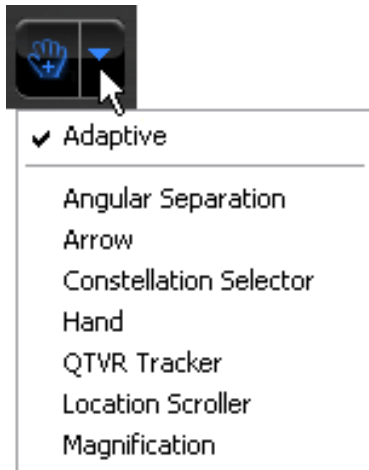 Adaptive
Angular Separation
Arrow
Constellation Selector
Hand
QTVR Tracker
Location Scroller
Magnification